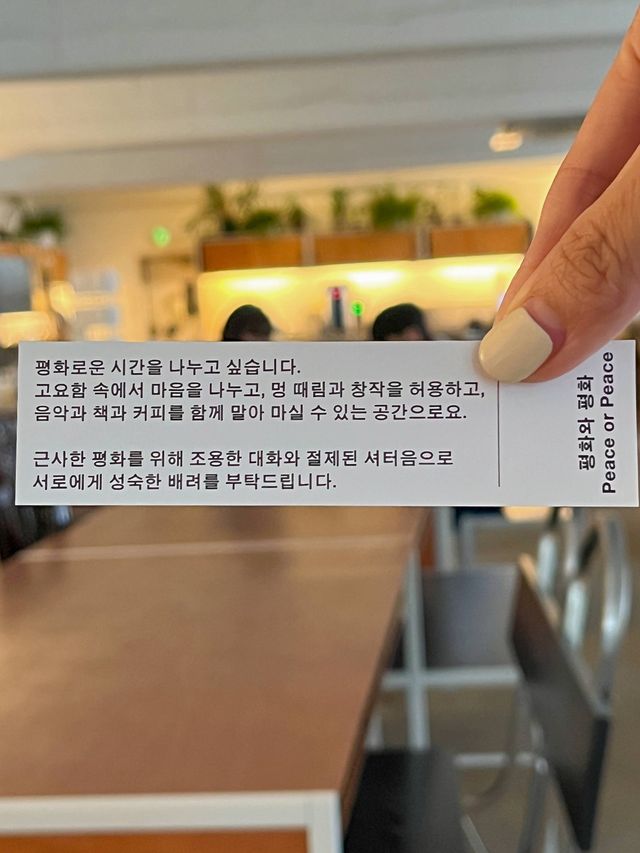 평화로운 시간을 나누고 싶습니다.
고요함 속에서 마음을 나누고, 멍 때림과 창작을 허용하고,
음악과 책과 커피를 함께 말아 마실 수 있는 공간으로요.
근사한 평화를 위해 조용한 대화와 절제된 셔터음으로
서로에게 성숙한 배려를 부탁드립니다.
평화와 평화
Peace or Peace